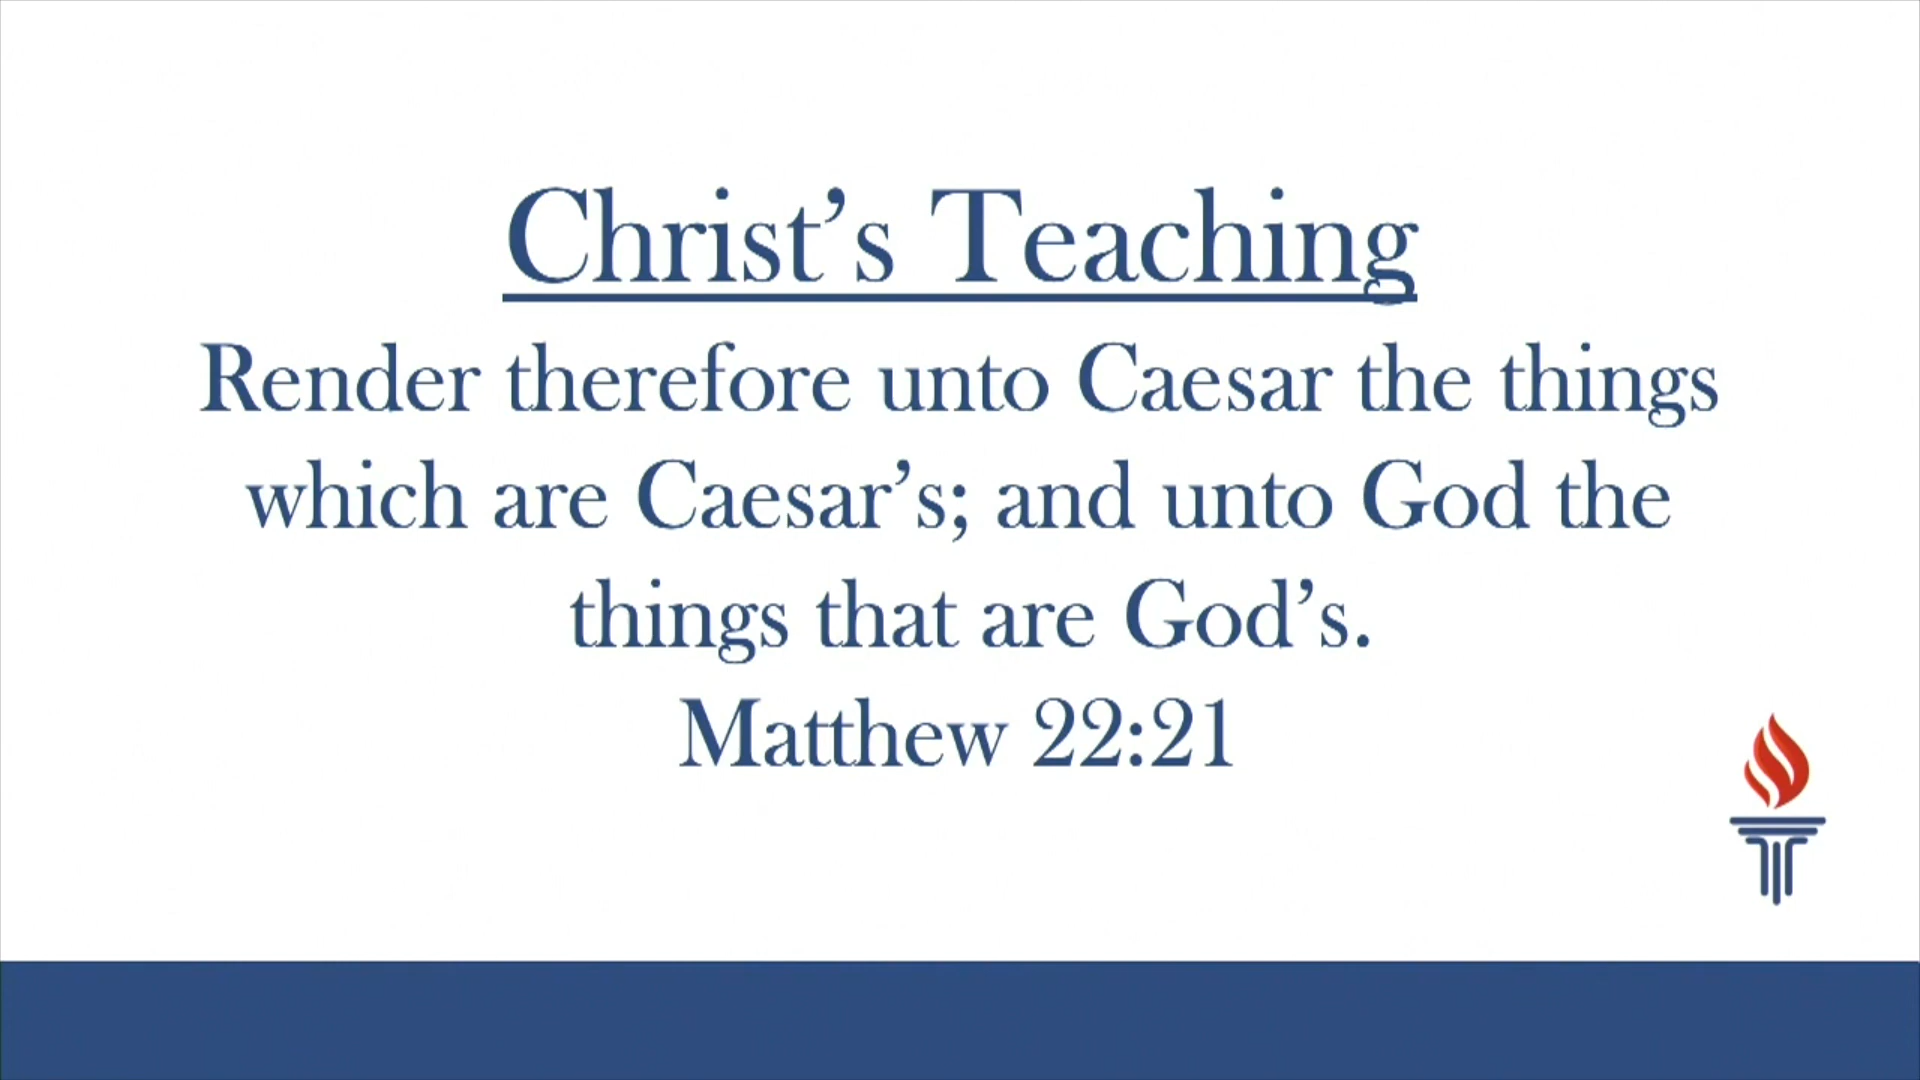 Christ’s Teaching
Render therefore unto Caesar the things
which are Caesar’s; and unto God the
things that are God’s.
Matthew 22:21